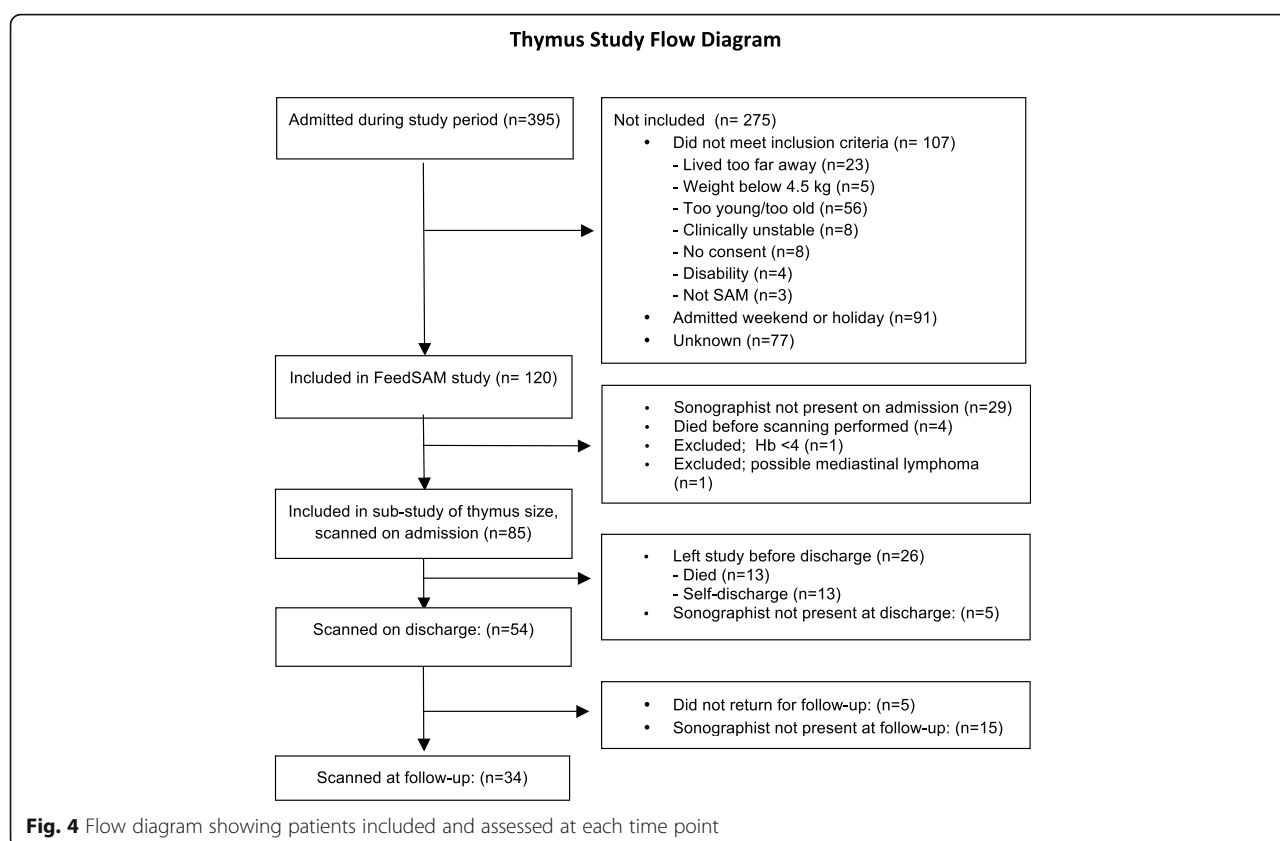 Thymus Study Flow Diagram
Admitted during study period (n=395)
Not included (n= 275)
• Did not meet inclusion criteria (n= 107)
- Lived too far away (n=23)
- Weight below 4.5 kg (n=5)
- Too young/too old (n=56)
- Clinically unstable (n=8)
- No consent (n=8)
- Disability (n=4)
- Not SAM (n=3)
• Admitted weekend or holiday (n=91)
• Unknown (n=77)
Included in FeedSAM study (n= 120)
• Sonographist not present on admission (n=29)
• Died before scanning performed (n=4)
• Excluded; Hb <4 (n=1)
• Excluded; possible mediastinal lymphoma
(n=1)
Included in sub-study of thymus size,
scanned on admission (n=85)
• Left study before discharge (n=26)
- Died (n=13)
- Self-discharge (n=13)
• Sonographist not present at discharge: (n=5)
Scanned on discharge: (n=54)
• Did not return for follow-up: (n=5)
• Sonographist not present at follow-up: (n=15)
Scanned at follow-up: (n=34)
Fig. 4 Flow diagram showing patients included and assessed at each time point